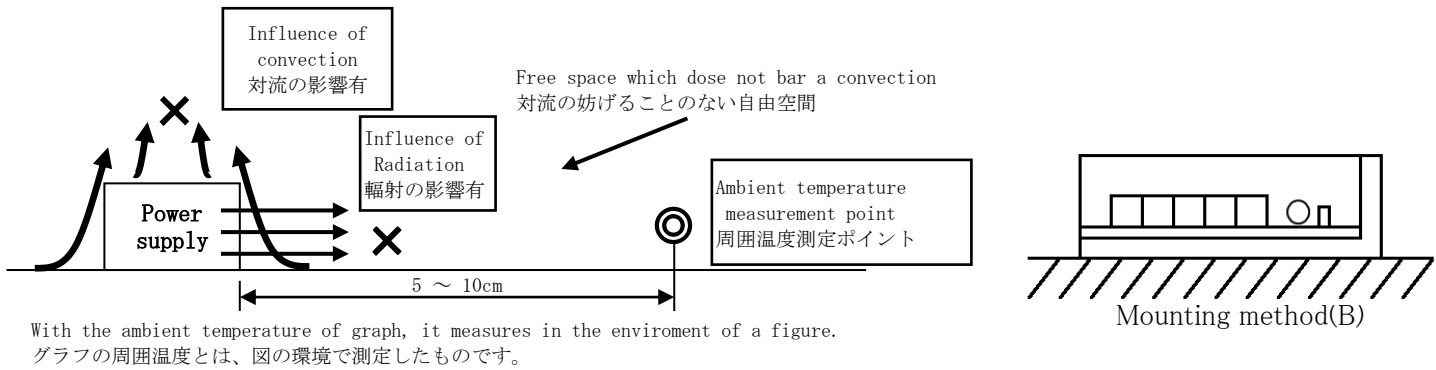 Influence of
convection
対流の影響有
Free space which dose not bar a convection
対流の妨げることのない自由空間
Influence of
Radiation
輻射の影響有
Power
supply
Ambient temperature
measurement point
周囲温度測定ポイント
5 ～ 10cm
Mounting method(B)
With the ambient temperature of graph, it measures in the enviroment of a figure.
グラフの周囲温度とは、図の環境で測定したものです。